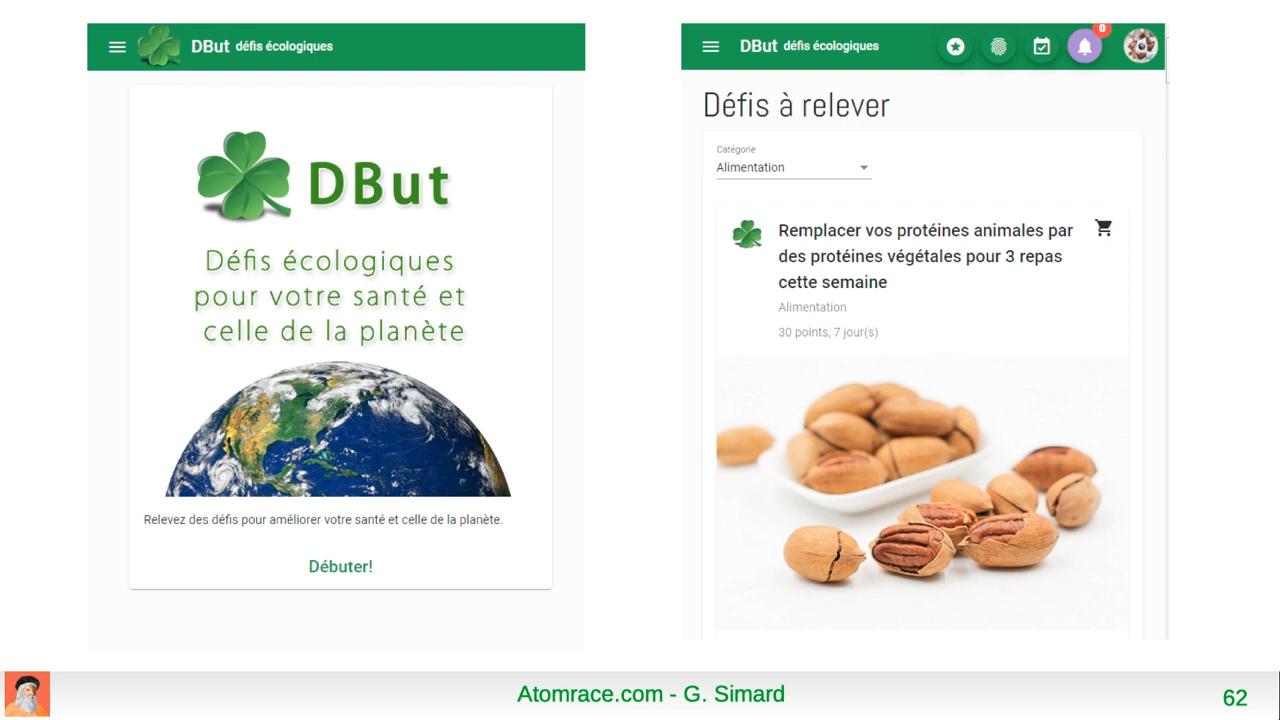 DBut défis écologiques
DBut
Défis écologiques
pour votre santé et
celle de la planète
Relevez des défis pour améliorer votre santé et celle de la planète.
Débuter!
DBut défis écologiques
0
Défis à relever
Catégorie
Alimentation
Remplacer vos protéines animales par
des protéines végétales pour 3 repas
cette semaine
Alimentation
30 points, 7 jour(s)
Atomrace.com - G. Simard
62